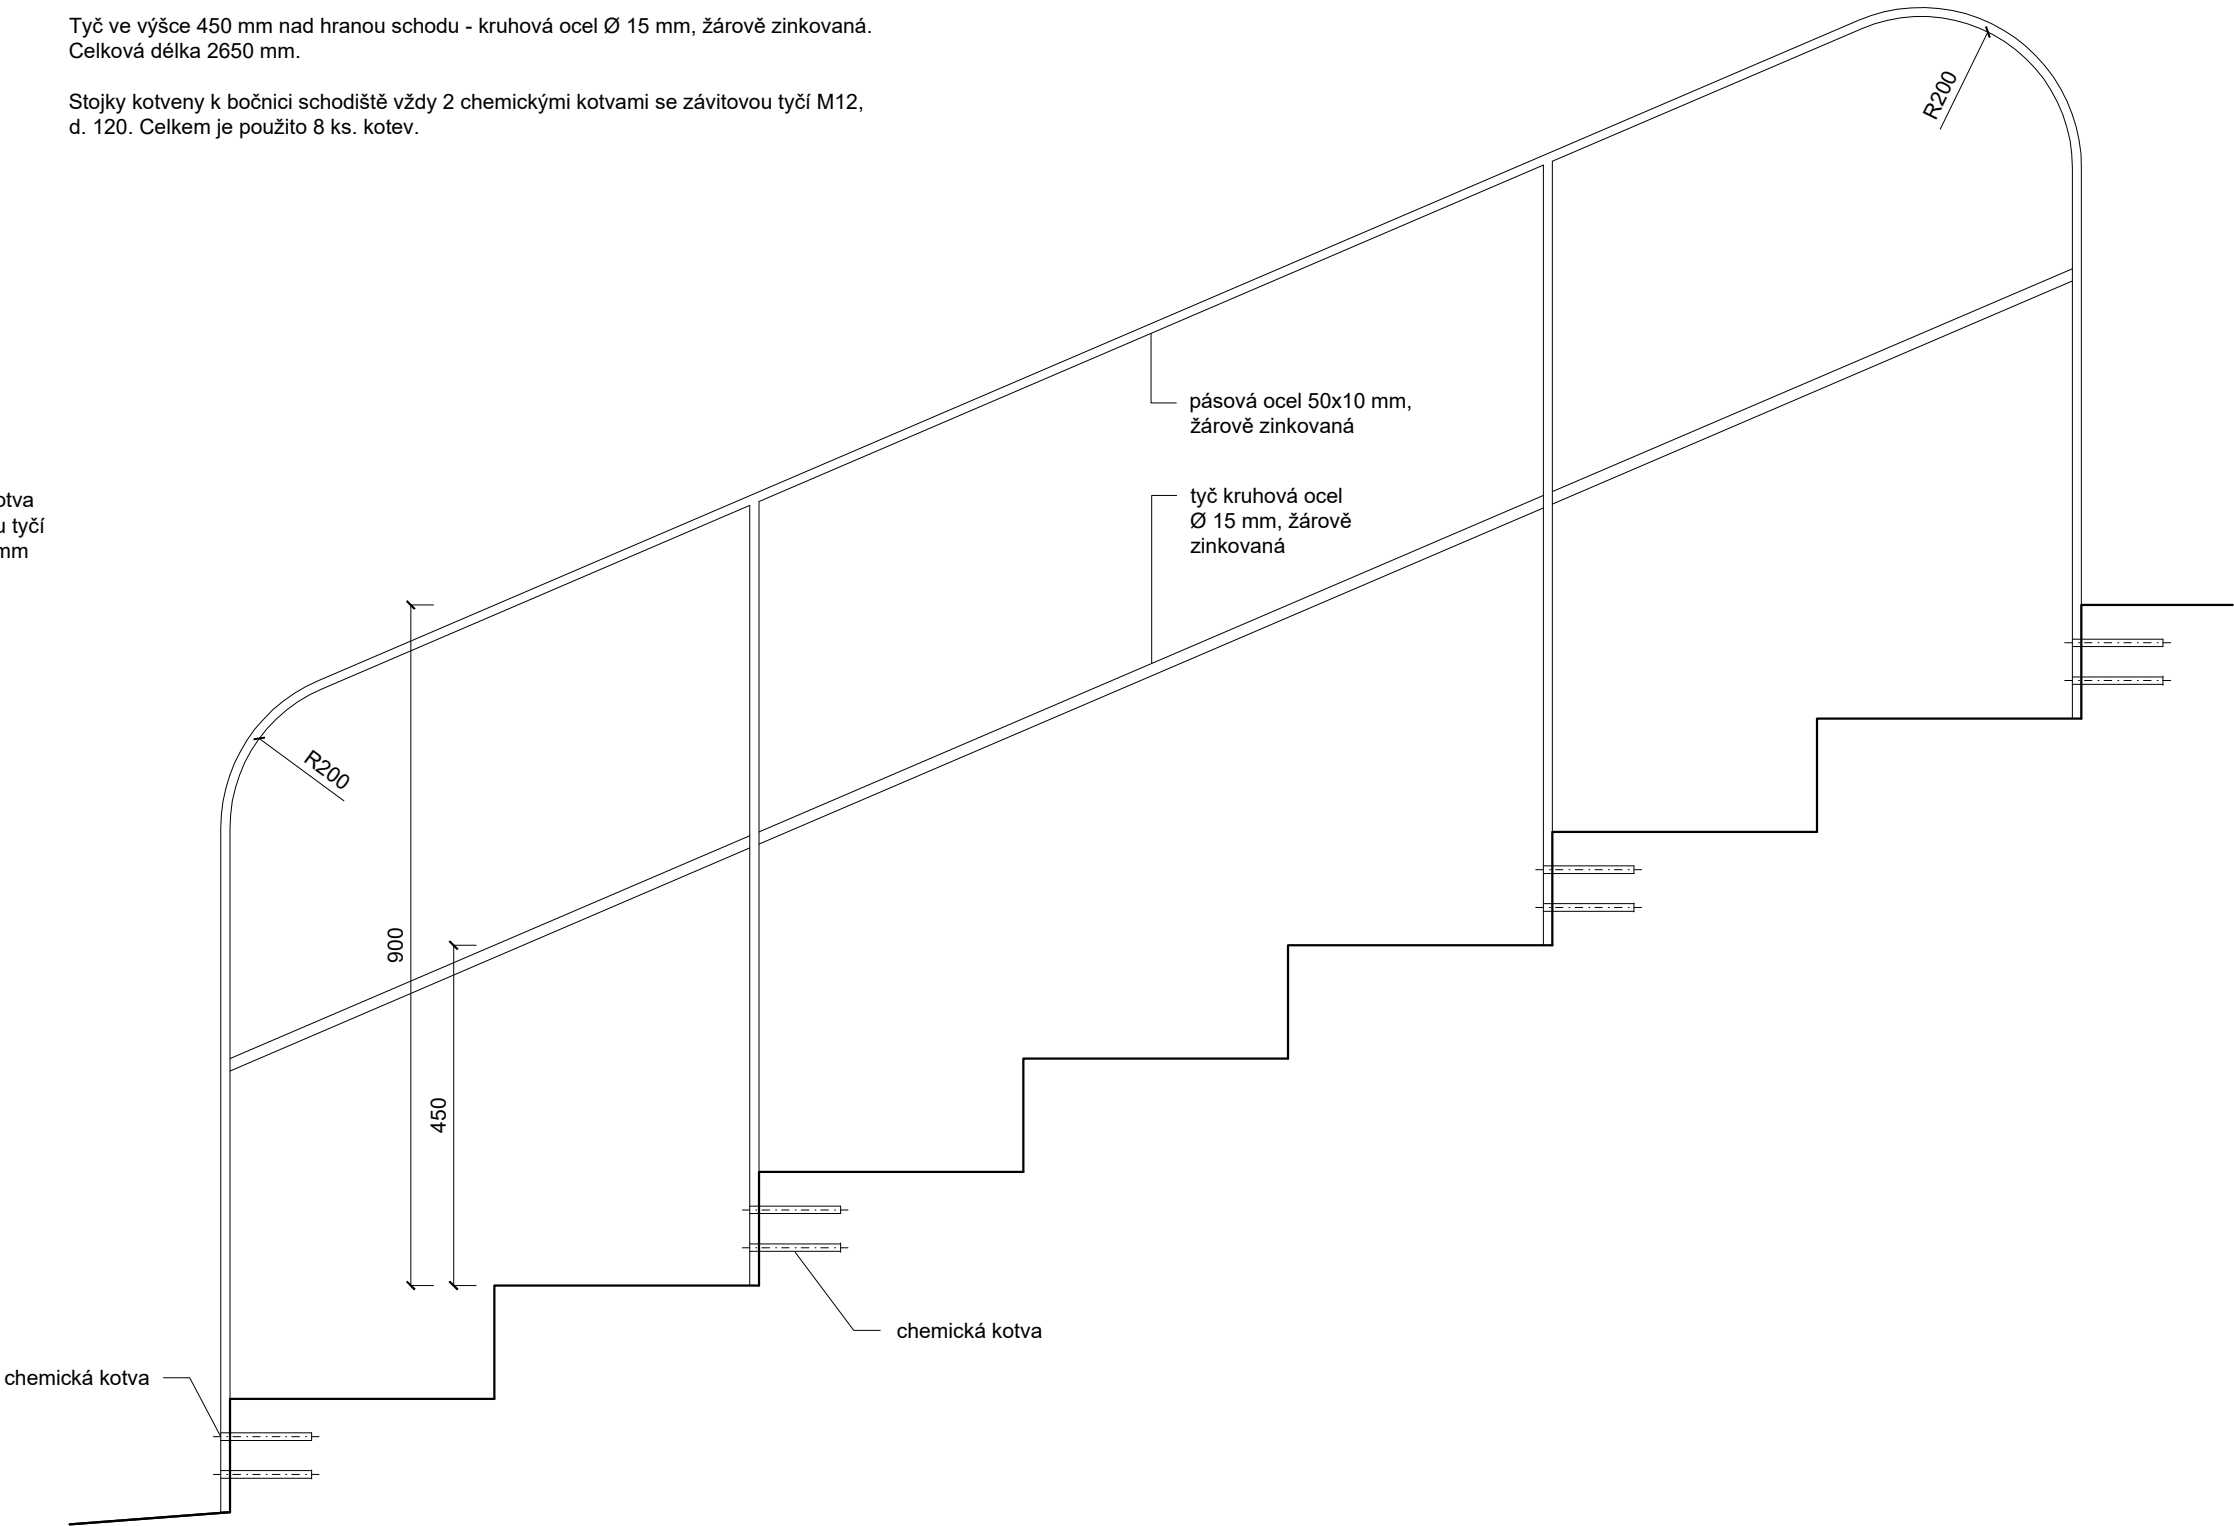 Tyč ve výšce 450 mm nad hranou schodu - kruhová ocel Ø 15 mm, žárově zinkovaná.
Celková délka 2650 mm.
Stojky kotveny k bočnici schodiště vždy 2 chemickými kotvami se závitovou tyčí M12,
d. 120. Celkem je použito 8 ks. kotev.
R200
pásová ocel 50x10 mm,
žárově zinkovaná
tyč kruhová ocel
Ø 15 mm, žárově
zinkovaná
tyčí
mm
R200
900
450
chemická kotva
chemická kotva